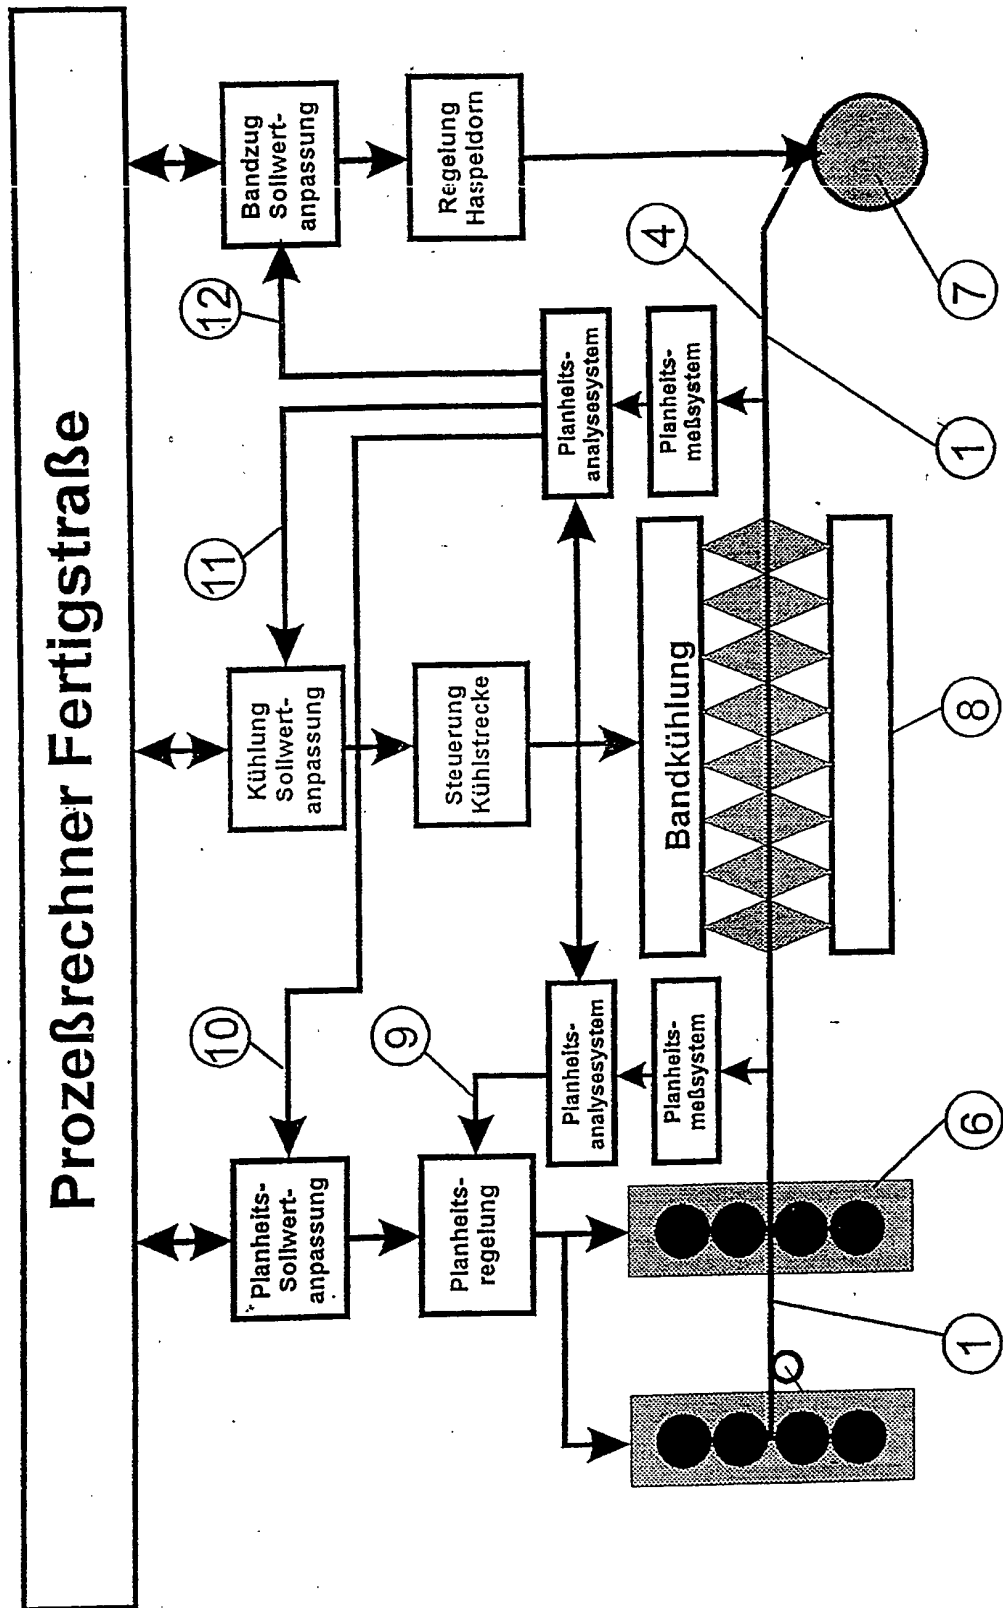 Prozeßrechner Fertigstraße
Planheits-
Sollwert-
anpassung
Kühlung
Sollwert-
anpassung
Bandzug
Sollwert-
anpassung
10
11
12
Planheits-
regelung
9
Steuerung
Kühlstrecke
Regelung
Haspeldorn
Planheits-
analysesystem
Planheits-
analysesystem
Planheits-
meßsystem
Bandkühlung
Planheits-
meßsystem
4
1
6
8
1
7